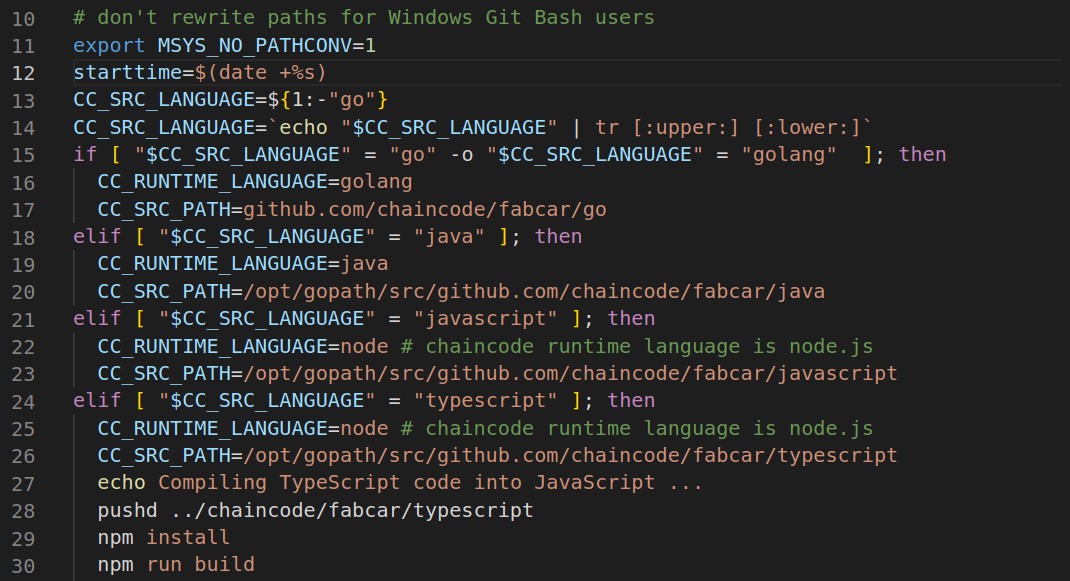 10 # don't rewrite paths for Windows Git Bash users
11 export MSYS_NO_PATHCONV=1
12 starttime=$(date +%s)
13 CC_SRC_LANGUAGE=${1:-"go"}
14 CC_SRC_LANGUAGE=`echo "$CC_SRC_LANGUAGE" | tr [:upper:] [:lower:]`
15 if [ "$CC_SRC_LANGUAGE" = "go" -o "$CC_SRC_LANGUAGE" = "golang"  ]; then
16   CC_RUNTIME_LANGUAGE=golang
17   CC_SRC_PATH=github.com/chaincode/fabcar/go
18 elif [ "$CC_SRC_LANGUAGE" = "java" ]; then
19   CC_RUNTIME_LANGUAGE=java
20   CC_SRC_PATH=/opt/gopath/src/github.com/chaincode/fabcar/java
21 elif [ "$CC_SRC_LANGUAGE" = "javascript" ]; then
22   CC_RUNTIME_LANGUAGE=node # chaincode runtime language is node.js
23   CC_SRC_PATH=/opt/gopath/src/github.com/chaincode/fabcar/javascript
24 elif [ "$CC_SRC_LANGUAGE" = "typescript" ]; then
25   CC_RUNTIME_LANGUAGE=node # chaincode runtime language is node.js
26   CC_SRC_PATH=/opt/gopath/src/github.com/chaincode/fabcar/typescript
27   echo Compiling TypeScript code into JavaScript ...
28   pushd ../chaincode/fabcar/typescript
29   npm install
30   npm run build